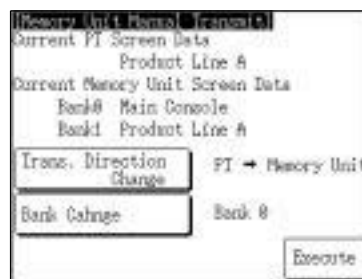 [Memory Unit Manual Transmit]
Current PT Screen Data
Product Line A
Current Memory Unit Screen Data
Bank0 Main Console
Bank1 Product Line A
Trans. Direction
Change
PT → Memory Unit
Bank Cahnge
Bank 0
Execute